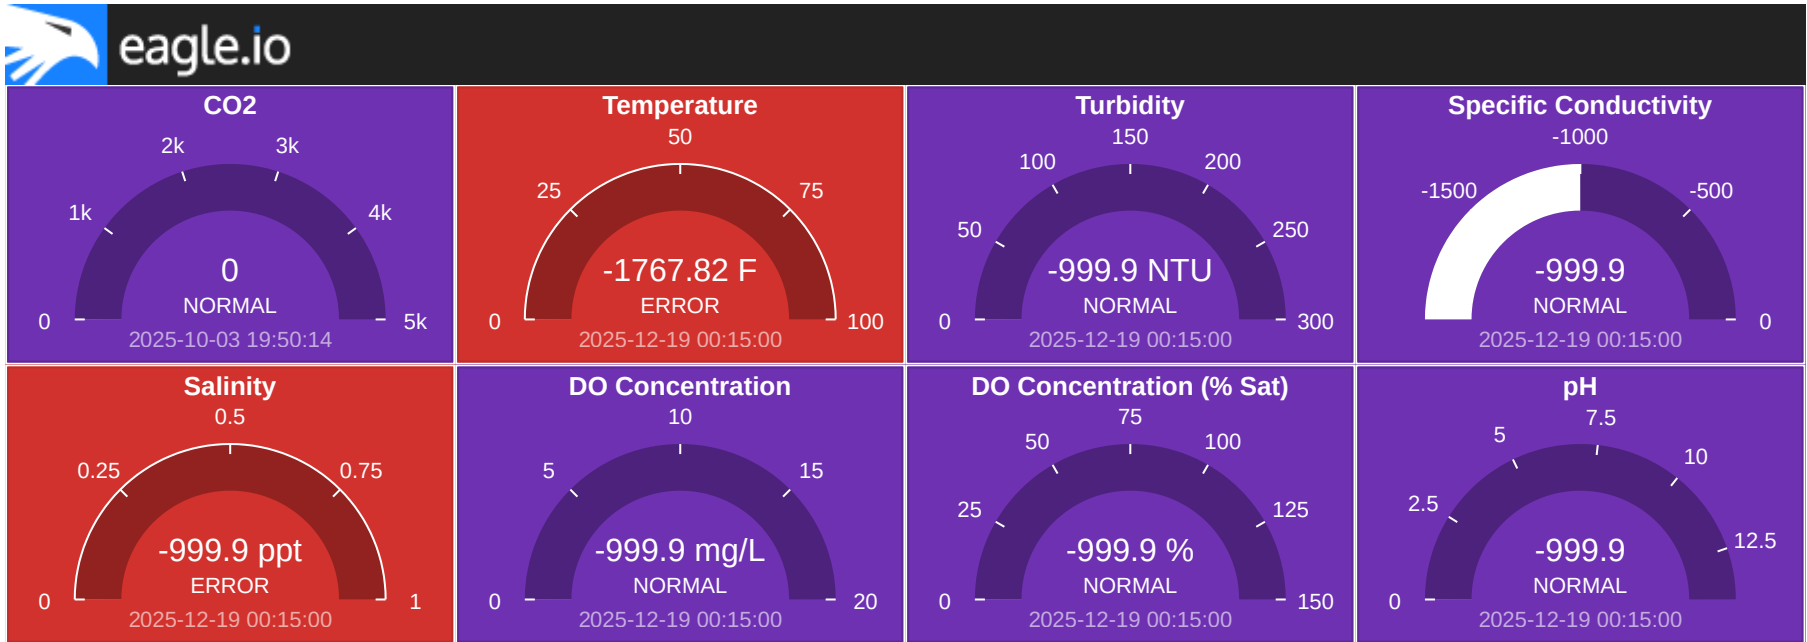 eagle.io
CO2
2k
3k
1k
4k
0
0
5k
NORMAL
2025-10-03 19:50:14
Temperature
50
25
75
-1767.82 F
ERROR
0
100
2025-12-19 00:15:00
Turbidity
150
100
200
50
250
-999.9 NTU
NORMAL
0
300
2025-12-19 00:15:00
Specific Conductivity
-1000
-1500
-500
-999.9
NORMAL
0
2025-12-19 00:15:00
Salinity
0.5
0.25
0.75
-999.9 ppt
ERROR
0
1
2025-12-19 00:15:00
DO Concentration
10
5
15
-999.9 mg/L
NORMAL
0
20
2025-12-19 00:15:00
DO Concentration (% Sat)
75
50
100
25
125
-999.9 %
NORMAL
0
150
2025-12-19 00:15:00
pH
7.5
5
10
2.5
12.5
-999.9
NORMAL
0
2025-12-19 00:15:00